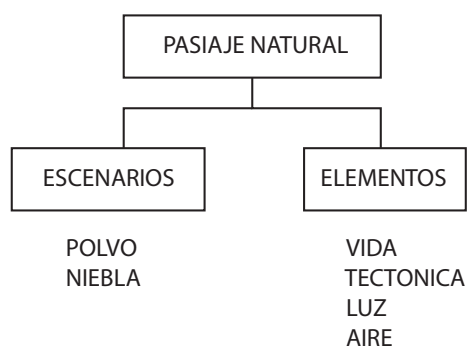 PASIAJE NATURAL
ESCENARIOS
POLVO
NIEBLA
ELEMENTOS
VIDA
TECTONICA
LUZ
AIRE